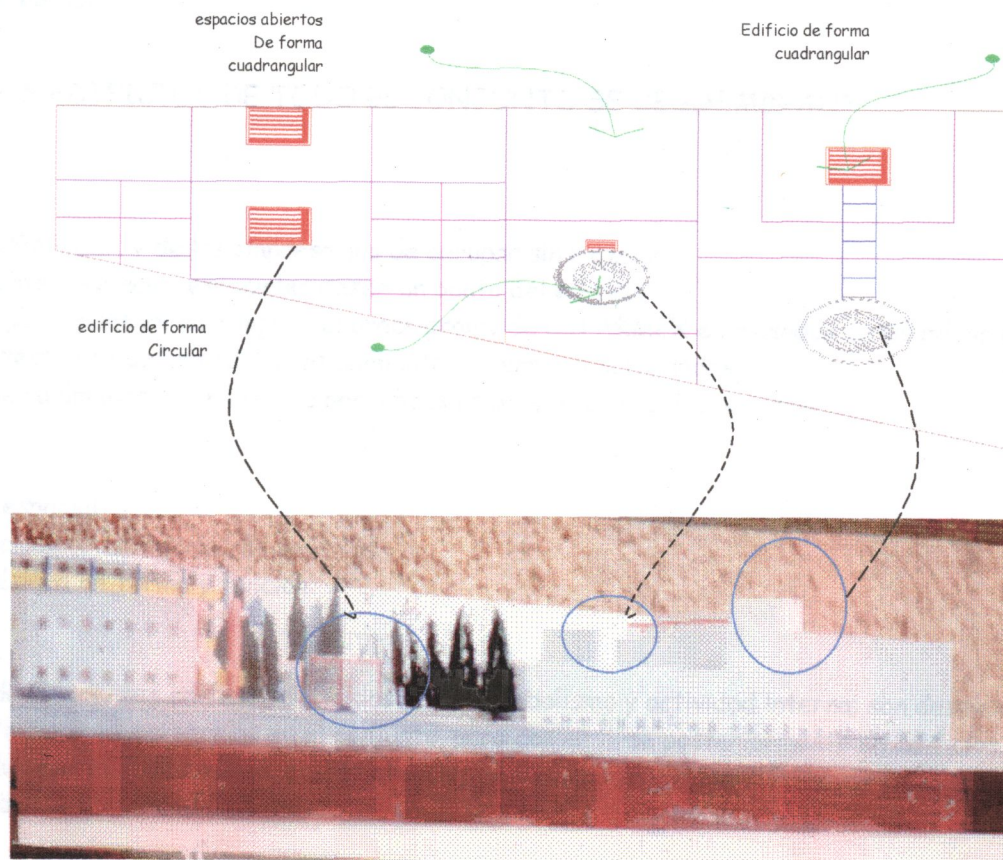 espacios abiertos
De forma
cuadrangular
Edificio de forma
cuadrangular
edificio de forma
Circular